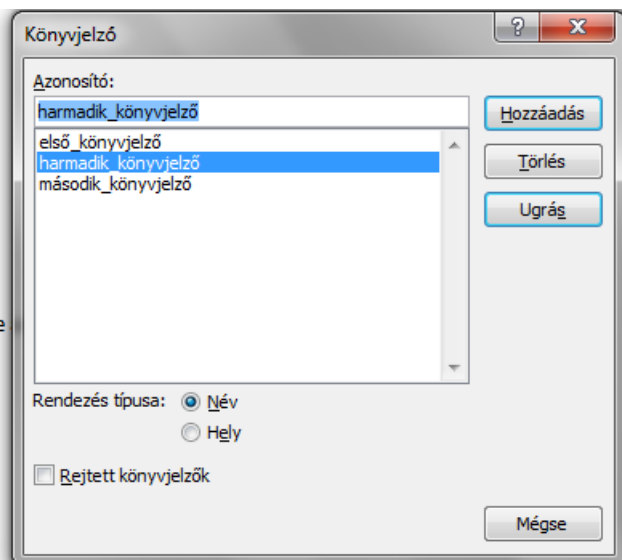 Könyvjelző
Azonosító:
harmadik_könyvjelző
Hozzáadás
első_könyvjelző
harmadik_könyvjelző
második_könyvjelző
Törlés
Ugrás
e
Rendezés típusa:
Név
Hely
Rejtett könyvjelzők
Mégse